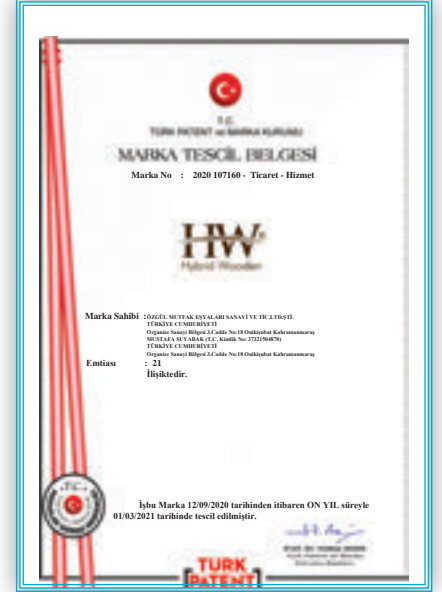 T.C.
TÜRK PATENT ve MARKA KURUMU
MARKA TESCİL BELGESİ
Marka No : 2020 107160 - Ticaret - Hizmet
HW
Hybrid Wooden
Marka Sahibi :ÖZGÜL MUTFAK EŞYALARI SANAYİ VE TİC.LTD.ŞTİ.
TÜRKİYE CUMHURİYETİ
Organize Sanayi Bölgesi 3.Cadde No:18 Onikişubat Kahramanmaraş
MUSTAFA SUYABAK (T.C. Kimlik No: 37321504870)
TÜRKİYE CUMHURİYETİ
Organize Sanayi Bölgesi 3.Cadde No:18 Onikişubat Kahramanmaraş
Emtiası : 21
İlişiktedir.
İşbu Marka 12/09/2020 tarihinden itibaren ON YIL süreyle
01/03/2021 tarihinde tescil edilmiştir.
TURK
PATENT